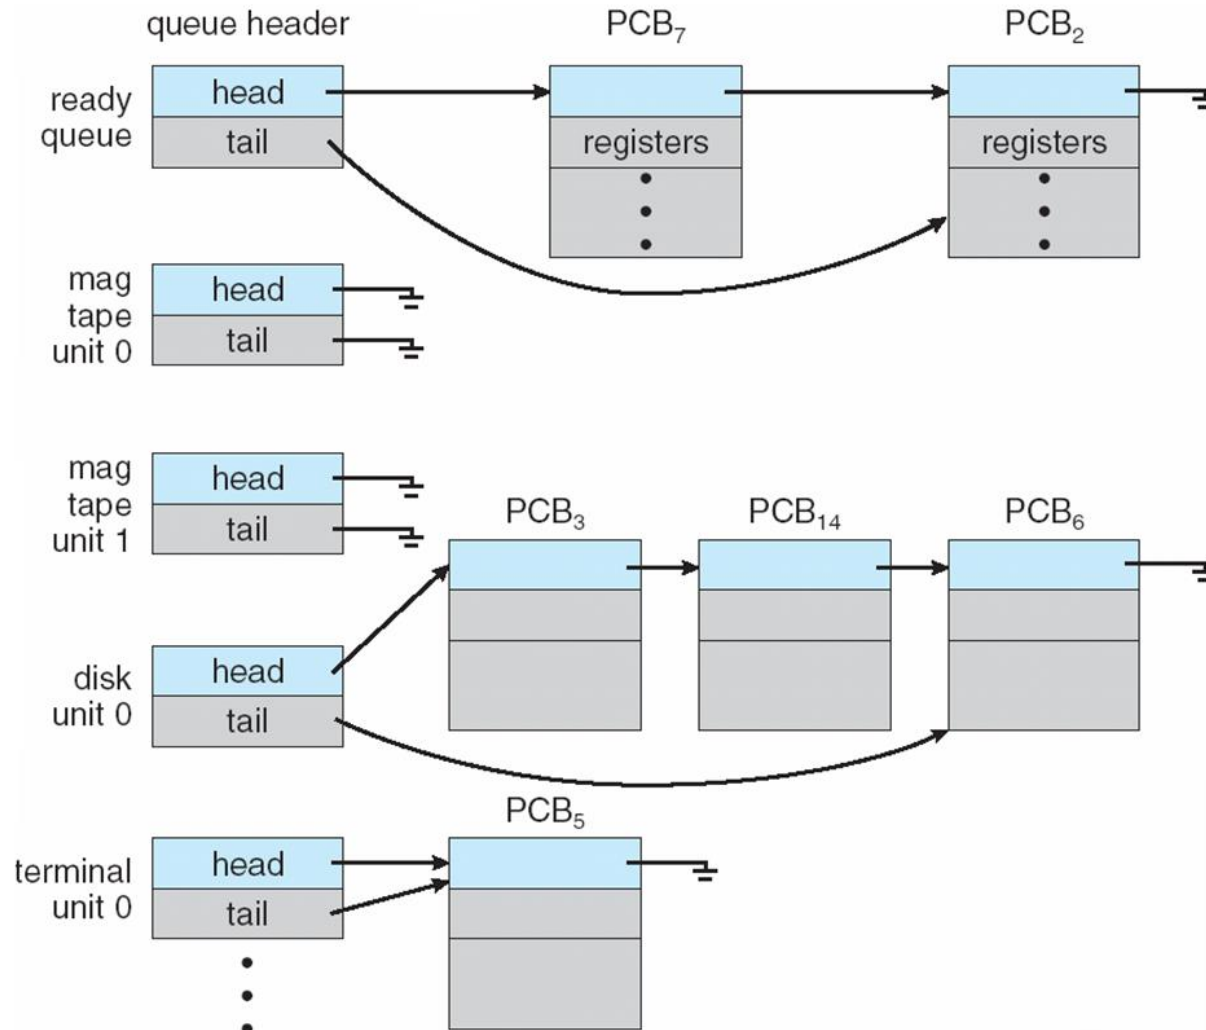 queue header
PCB₇
PCB₂
ready
queue
head
tail
registers
registers
mag
tape
unit 0
head
tail
mag
tape
unit 1
head
tail
PCB₃
PCB₁₄
PCB₆
disk
unit 0
head
tail
PCB₅
terminal
unit 0
head
tail